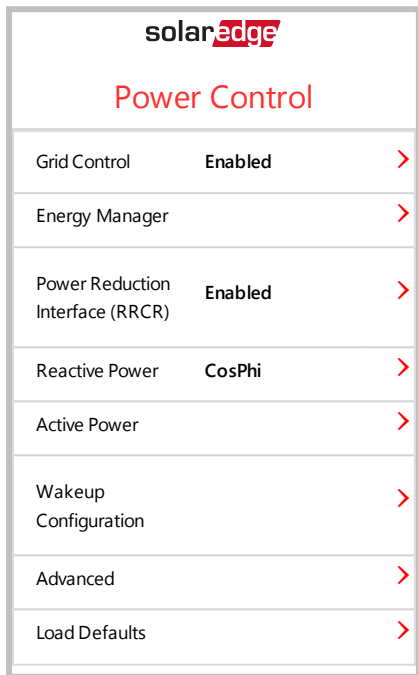 solaredge
Power Control
Grid Control Enabled
Energy Manager
Power Reduction
Interface (RRCR) Enabled
Reactive Power CosPhi
Active Power
Wakeup
Configuration
Advanced
Load Defaults